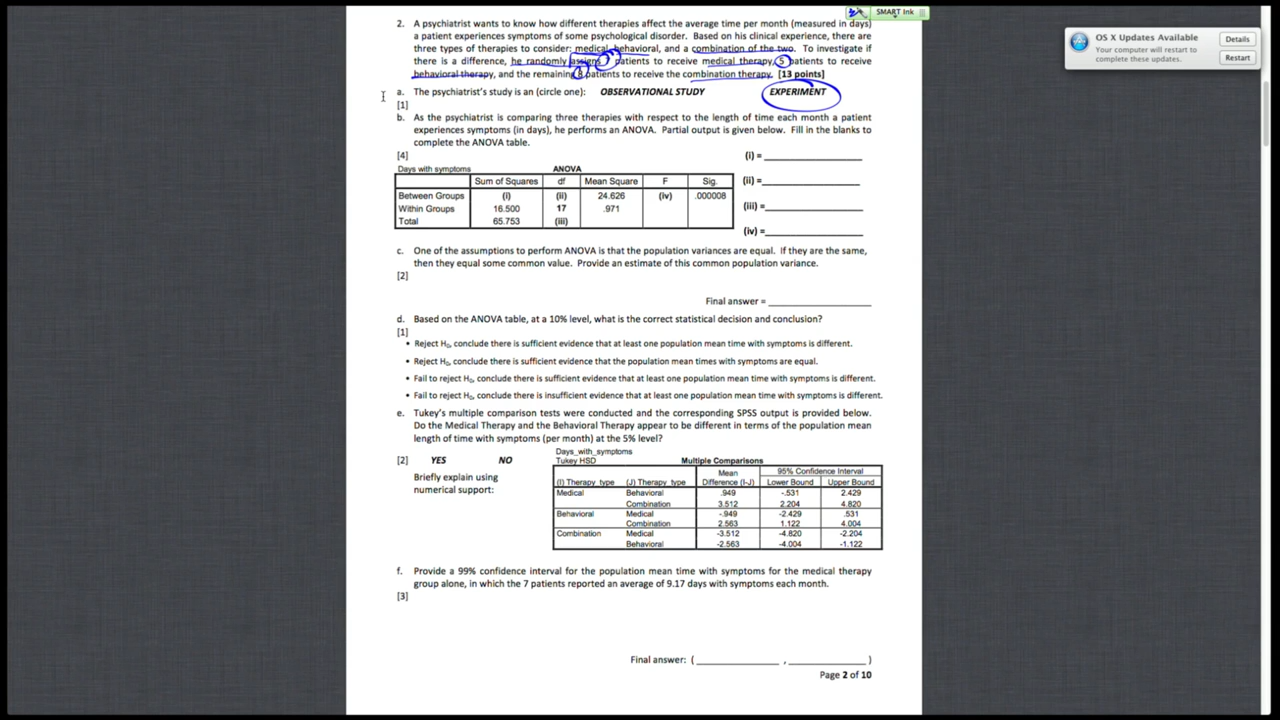 SMART Ink
2. A psychiatrist wants to know how different therapies affect the average time per month (measured in days)
a patient experiences symptoms of some psychological disorder. Based on his clinical experience, there are
three types of therapies to consider: medical, behavioral, and a combination of the two. To investigate if
there is a difference, he randomly assigns 7 patients to receive medical therapy, 5 patients to receive
behavioral therapy, and the remaining 8 patients to receive the combination therapy. [13 points]
OS X Updates Available
Your computer will restart to
complete these updates.
Details
Restart
a. The psychiatrist's study is an (circle one): OBSERVATIONAL STUDY EXPERIMENT
[1]
b. As the psychiatrist is comparing three therapies with respect to the length of time each month a patient
experiences symptoms (in days), he performs an ANOVA. Partial output is given below. Fill in the blanks to
complete the ANOVA table.
[4]
Days with symptoms ANOVA
Sum of Squares df Mean Square F Sig.
Between Groups (i) (ii) 24.626 (iv) .000008
Within Groups 16.500 17 .971
Total 65.753 (iii)
(i) = ______________
(ii) =______________
(iii) =______________
(iv) =______________
c. One of the assumptions to perform ANOVA is that the population variances are equal. If they are the same,
then they equal some common value. Provide an estimate of this common population variance.
[2]
Final answer = ______________
d. Based on the ANOVA table, at a 10% level, what is the correct statistical decision and conclusion?
[1]
• Reject H0, conclude there is sufficient evidence that at least one population mean time with symptoms is different.
• Reject H0, conclude there is sufficient evidence that the population mean times with symptoms are equal.
• Fail to reject H0, conclude there is sufficient evidence that at least one population mean time with symptoms is different.
• Fail to reject H0, conclude there is insufficient evidence that at least one population mean time with symptoms is different.
e. Tukey's multiple comparison tests were conducted and the corresponding SPSS output is provided below.
Do the Medical Therapy and the Behavioral Therapy appear to be different in terms of the population mean
length of time with symptoms (per month) at the 5% level?
[2] YES NO
Briefly explain using
numerical support:
Days_with_symptoms
Tukey HSD Multiple Comparisons
Mean 95% Confidence Interval
(I) Therapy_type (J) Therapy_type Difference (I-J) Lower Bound Upper Bound
Medical Behavioral .949 -.531 2.429
Combination 3.512 2.204 4.820
Behavioral Medical -.949 -2.429 .531
Combination 2.563 1.122 4.004
Combination Medical -3.512 -4.820 -2.204
Behavioral -2.563 -4.004 -1.122
f. Provide a 99% confidence interval for the population mean time with symptoms for the medical therapy
group alone, in which the 7 patients reported an average of 9.17 days with symptoms each month.
[3]
Final answer: ( ____________ , ____________ )
Page 2 of 10